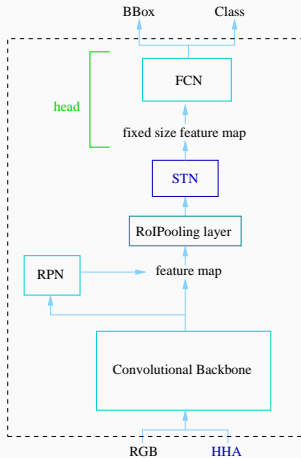 BBox Class
FCN
head
fixed size feature map
STN
RoIPooling layer
RPN
feature map
Convolutional Backbone
RGB HHA